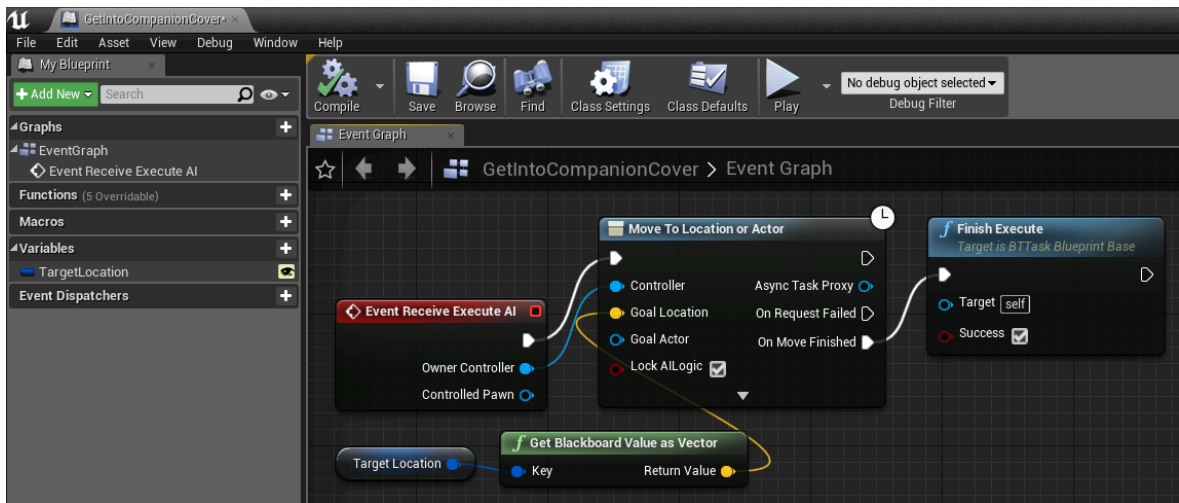 GetIntoCompanionCover*
File Edit Asset View Debug Window Help
My Blueprint
+ Add New
Search
Graphs
EventGraph
Event Receive Execute AI
Functions (5 Overridable)
Macros
Variables
TargetLocation
Event Dispatchers
Compile
Save
Browse
Find
Class Settings
Class Defaults
Play
No debug object selected
Debug Filter
Event Graph
GetIntoCompanionCover > Event Graph
Event Receive Execute AI
Owner Controller
Controlled Pawn
Move To Location or Actor
Controller
Async Task Proxy
Goal Location
On Request Failed
Goal Actor
On Move Finished
Lock AILogic
Finish Execute
Target is BTTask Blueprint Base
Target self
Success
Target Location
Get Blackboard Value as Vector
Key
Return Value